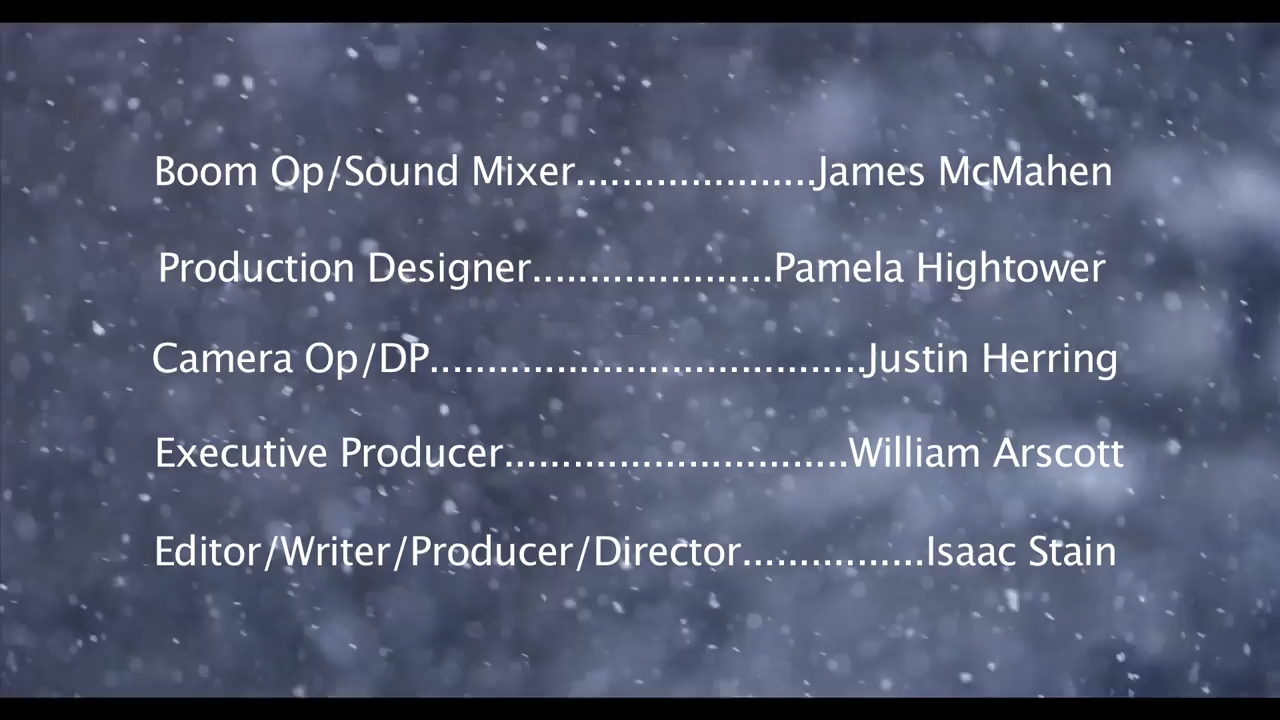 Boom Op/Sound Mixer.....................James McMahen
Production Designer.....................Pamela Hightower
Camera Op/DP......................................Justin Herring
Executive Producer..............................William Arscott
Editor/Writer/Producer/Director................Isaac Stain